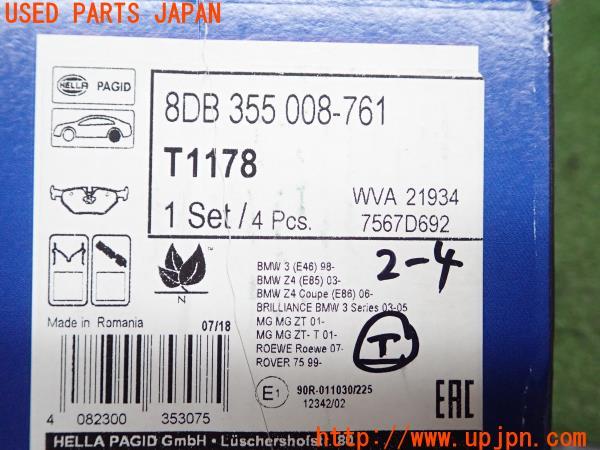 USED PARTS JAPAN
HELLA PAGID
8DB 355 008-761
T1178
WVA 21934
1 Set/4 Pcs. 7567D692
2-4
BMW 3 (E46) 98-
BMW Z4 (E85) 03-
BMW Z4 Coupe (E86) 06-
BRILLIANCE BMW 3 Series 03-05
MG MG ZT 01-
MG MG ZT- T 01-
ROEWE Roewe 07-
ROVER 75 99-
T
TM
N
Made in Romania 07/18
E1 90R-011030/225
12342/02
EAC
4 082300 353075
HELLA PAGID GmbH • Lüschershofstr. 80
http://www.upjpn.com/